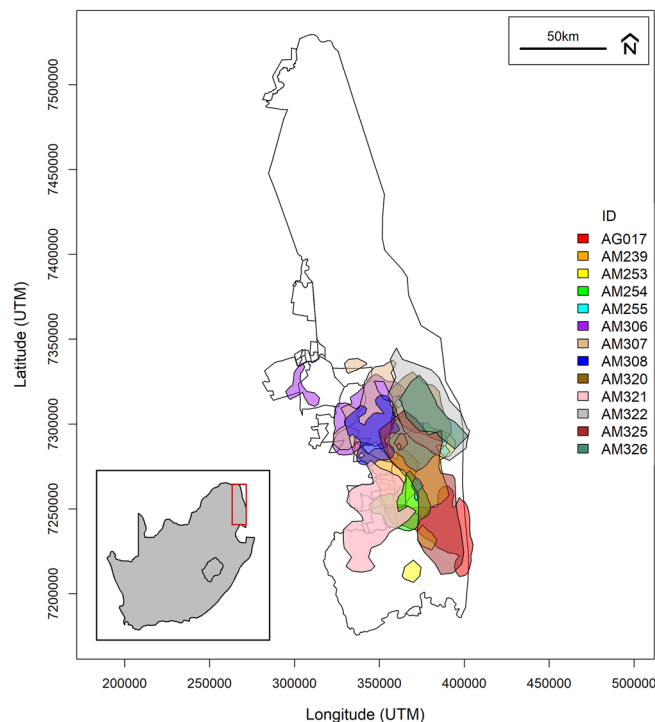 50km
N
7500000
7450000
7400000
7350000
7300000
7250000
7200000
Latitude (UTM)
ID
AG017
AM239
AM253
AM254
AM255
AM306
AM307
AM308
AM320
AM321
AM322
AM325
AM326
200000 250000 300000 350000 400000 450000 500000
Longitude (UTM)